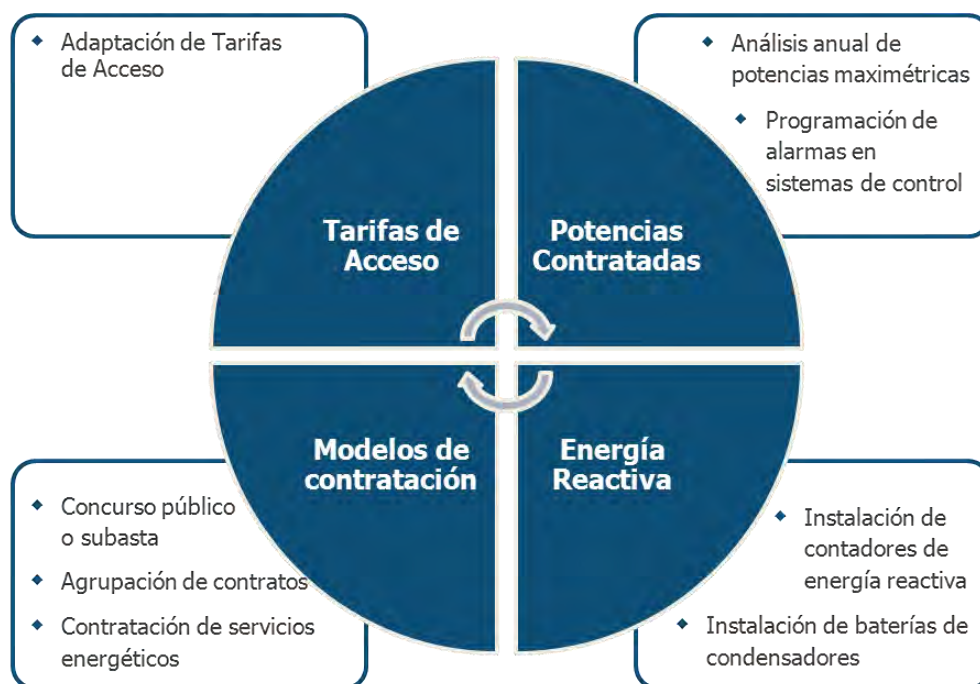 Adaptación de Tarifas
de Acceso
Análisis anual de
potencias maximétricas
Programación de
alarmas en
sistemas de control
Tarifas de
Acceso
Potencias
Contratadas
Modelos de
contratación
Energía
Reactiva
Concurso público
o subasta
Agrupación de contratos
Contratación de servicios
energéticos
Instalación de
contadores de
energía reactiva
Instalación de baterías de
condensadores